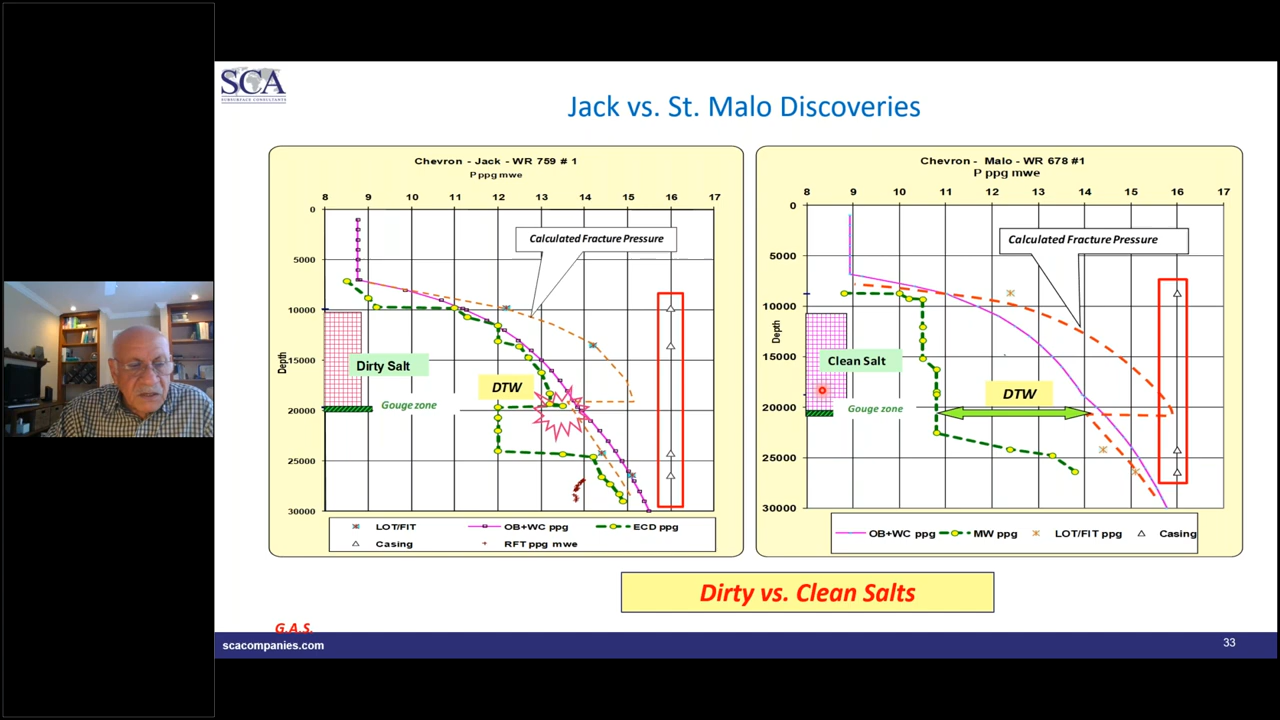 SCA
SUBSURFACE CONSULTANTS
Jack vs. St. Malo Discoveries
Chevron - Jack - WR 759 # 1
P ppg mwe
8 9 10 11 12 13 14 15 16 17
0
5000
10000
15000
20000
25000
30000
Depth
Calculated Fracture Pressure
Dirty Salt
DTW
Gouge zone
LOT/FIT
OB+WC ppg
ECD ppg
Casing
RFT ppg mwe
Chevron - Malo - WR 678 #1
P ppg mwe
8 9 10 11 12 13 14 15 16 17
0
5000
10000
15000
20000
25000
30000
Depth
Calculated Fracture Pressure
Clean Salt
DTW
Gouge zone
OB+WC ppg
MW ppg
LOT/FIT ppg
Casing
Dirty vs. Clean Salts
G.A.S.
scacompanies.com
33